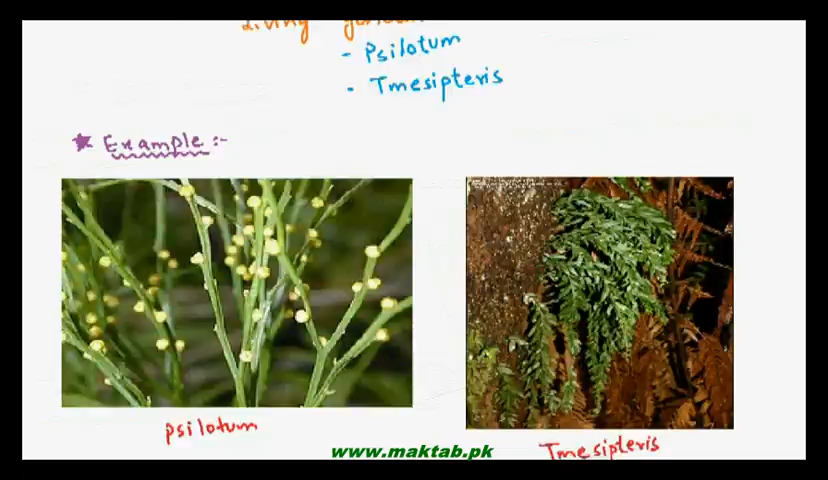 Living
- Psilotum
- Tmesipteris
★ Example :-
psilotum
Tmesipteris
www.maktab.pk